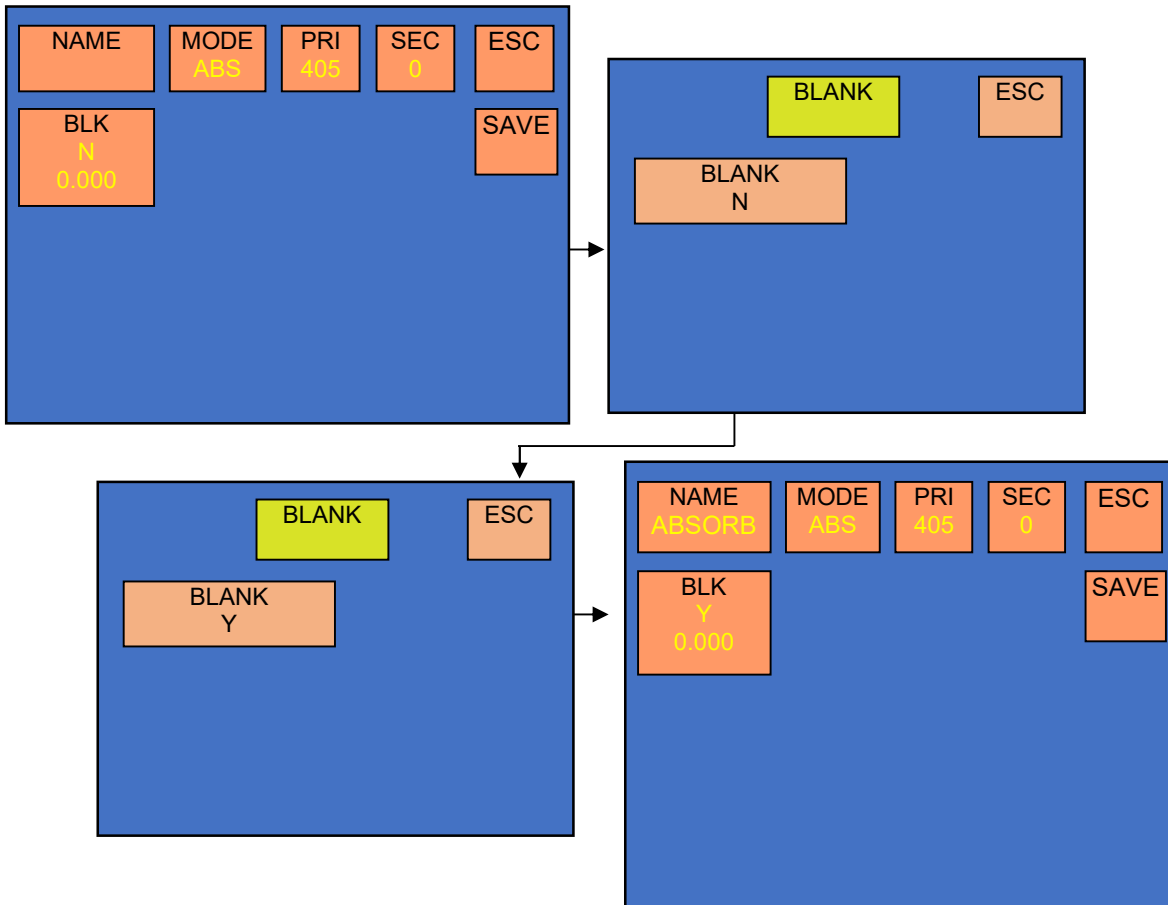 NAME
MODE
ABS
PRI
405
SEC
0
ESC
BLK
N
0.000
SAVE
BLANK
ESC
BLANK
N
BLANK
ESC
BLANK
Y
NAME
ABSORB
MODE
ABS
PRI
405
SEC
0
ESC
BLK
Y
0.000
SAVE